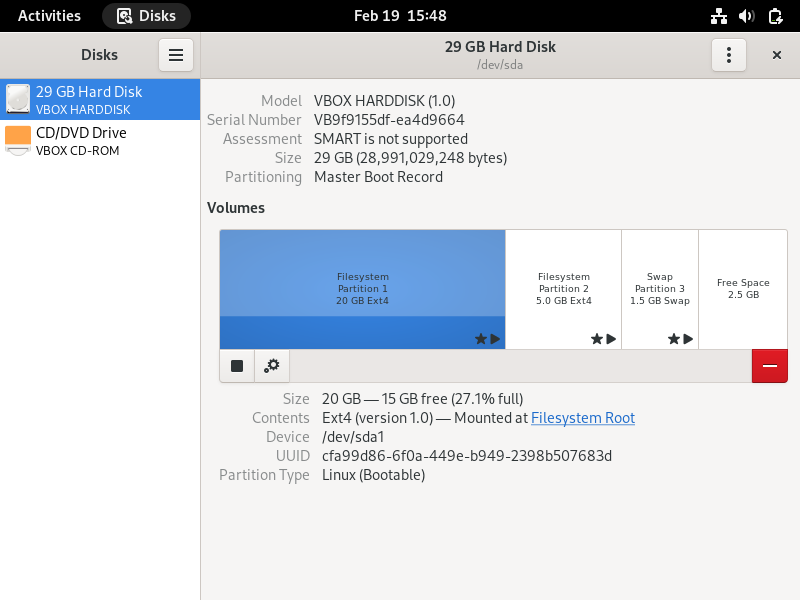 Activities
Disks
Feb 19 15:48
Disks
29 GB Hard Disk
/dev/sda
29 GB Hard Disk
VBOX HARDDISK
CD/DVD Drive
VBOX CD-ROM
Model VBOX HARDDISK (1.0)
Serial Number VB9f9155df-ea4d9664
Assessment SMART is not supported
Size 29 GB (28,991,029,248 bytes)
Partitioning Master Boot Record
Volumes
Filesystem
Partition 1
20 GB Ext4
Filesystem
Partition 2
5.0 GB Ext4
Swap
Partition 3
1.5 GB Swap
Free Space
2.5 GB
Size 20 GB — 15 GB free (27.1% full)
Contents Ext4 (version 1.0) — Mounted at Filesystem Root
Device /dev/sda1
UUID cfa99d86-6f0a-449e-b949-2398b507683d
Partition Type Linux (Bootable)